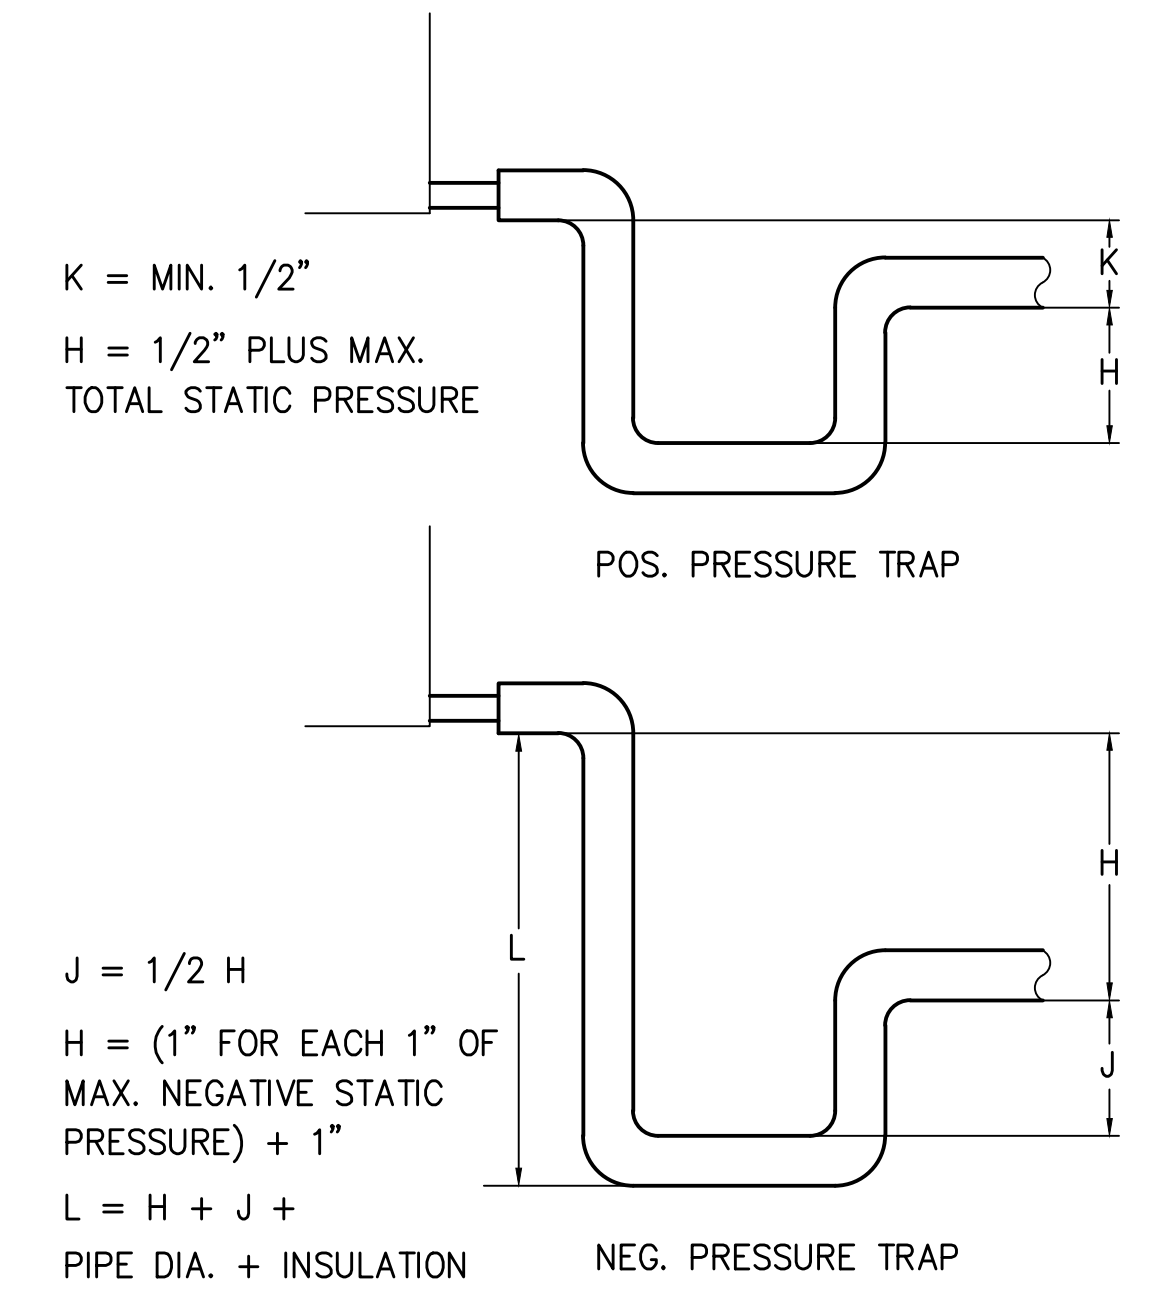 K
K = MIN. 1/2”
H = 1/2” PLUS MAX.
H
TOTAL STATIC PRESSURE
POS. PRESSURE TRAP
H
L
J = 1/2 H
H = (1” FOR EACH 1” OF
J
MAX. NEGATIVE STATIC
PRESSURE) + 1”
L = H + J +
PIPE DIA. + INSULATION
NEG. PRESSURE TRAP